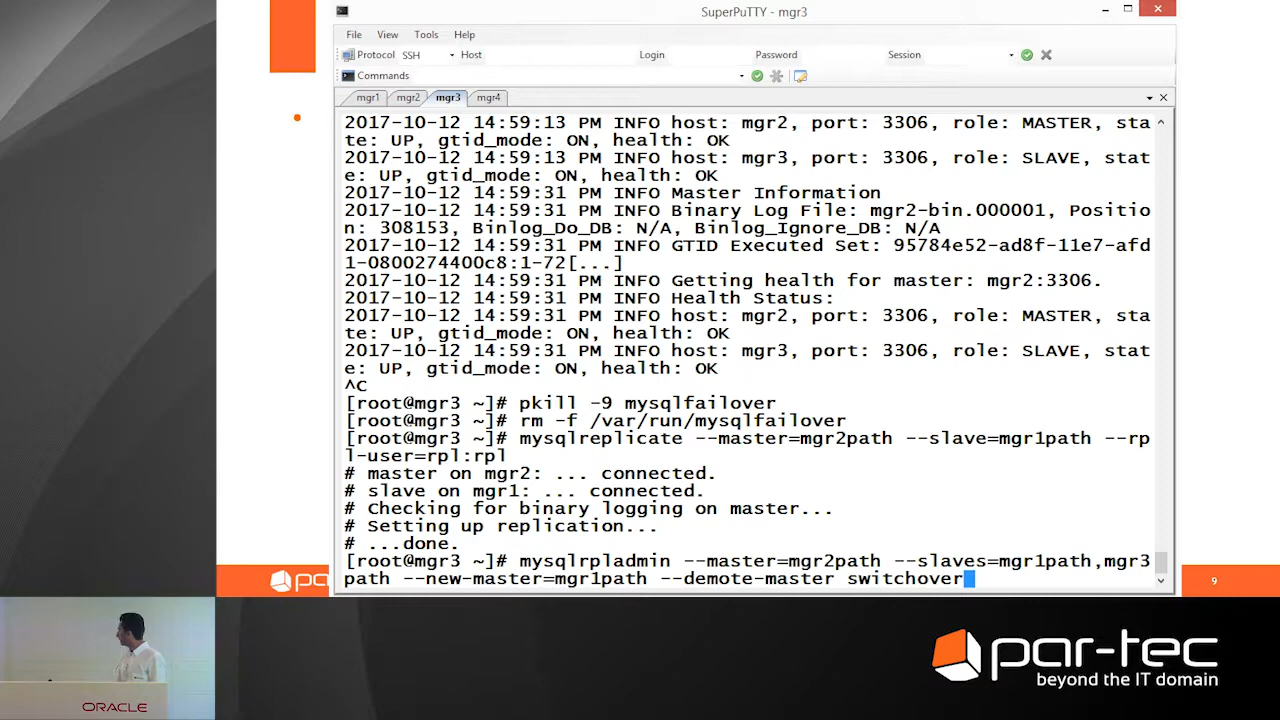 SuperPuTTY - mgr3
File View Tools Help
Protocol SSH Host Login Password Session
Commands
mgr1 mgr2 mgr3 mgr4
2017-10-12 14:59:13 PM INFO host: mgr2, port: 3306, role: MASTER, sta
te: UP, gtid_mode: ON, health: OK
2017-10-12 14:59:13 PM INFO host: mgr3, port: 3306, role: SLAVE, stat
e: UP, gtid_mode: ON, health: OK
2017-10-12 14:59:31 PM INFO Master Information
2017-10-12 14:59:31 PM INFO Binary Log File: mgr2-bin.000001, Positio
n: 308153, Binlog_Do_DB: N/A, Binlog_Ignore_DB: N/A
2017-10-12 14:59:31 PM INFO GTID Executed Set: 95784e52-ad8f-11e7-afd
1-0800274400c8:1-72[...]
2017-10-12 14:59:31 PM INFO Getting health for master: mgr2:3306.
2017-10-12 14:59:31 PM INFO Health Status:
2017-10-12 14:59:31 PM INFO host: mgr2, port: 3306, role: MASTER, sta
te: UP, gtid_mode: ON, health: OK
2017-10-12 14:59:31 PM INFO host: mgr3, port: 3306, role: SLAVE, stat
e: UP, gtid_mode: ON, health: OK
^C
[root@mgr3 ~]# pkill -9 mysqlfailover
[root@mgr3 ~]# rm -f /var/run/mysqlfailover
[root@mgr3 ~]# mysqlreplicate --master=mgr2path --slave=mgr1path --rp
l-user=rpl:rpl
# master on mgr2: ... connected.
# slave on mgr1: ... connected.
# Checking for binary logging on master...
# Setting up replication...
# ...done.
[root@mgr3 ~]# mysqlrpladmin --master=mgr2path --slaves=mgr1path,mgr3
path --new-master=mgr1path --demote-master switchover
par
9
par-tec
beyond the IT domain
ORACLE